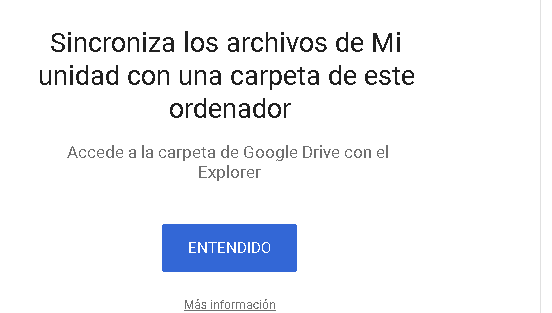 Sincroniza los archivos de Mi
unidad con una carpeta de este
ordenador
Accede a la carpeta de Google Drive con el
Explorer
ENTENDIDO
Más información